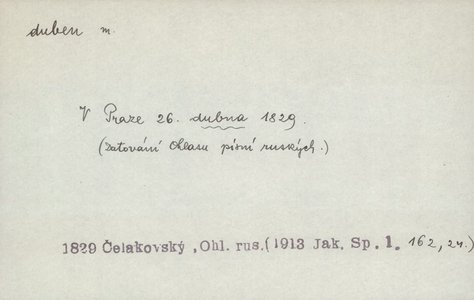 duben m.
V Praze 26. dubna 1829.
(Datování Ohlasu písní ruských.)
1829 Čelakovský, Ohl. rus.(1913 Jak. Sp. 1. 162, 24.)